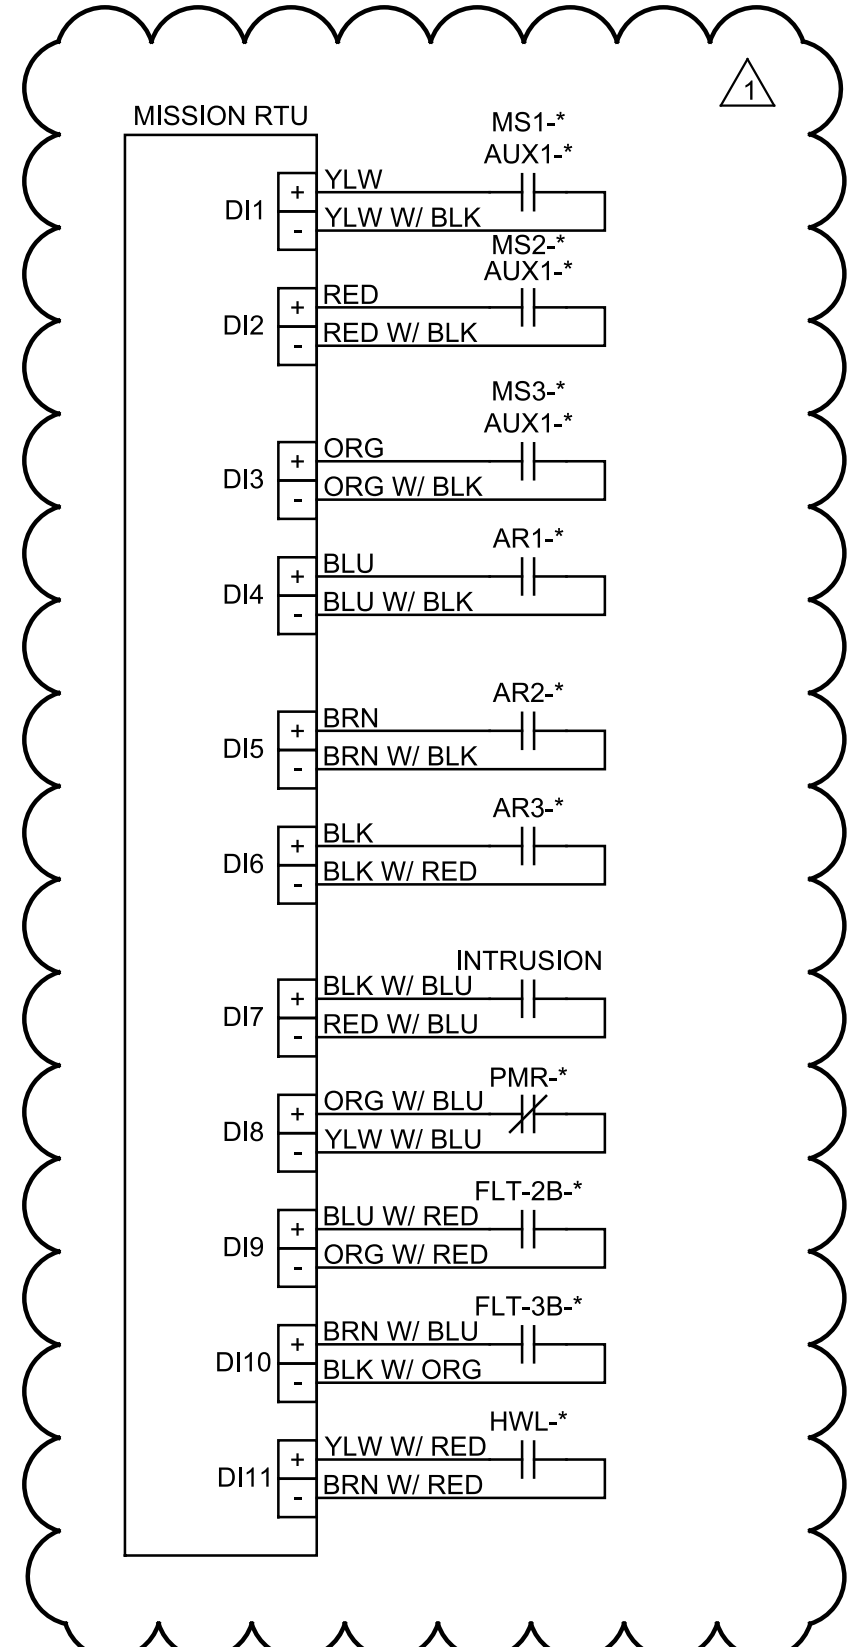 1
MISSION RTU
MS1-*
AUX1-*
DI1
+
YLW
-
YLW W/ BLK
MS2-*
AUX1-*
DI2
+
RED
-
RED W/ BLK
MS3-*
AUX1-*
DI3
+
ORG
-
ORG W/ BLK
AR1-*
DI4
+
BLU
-
BLU W/ BLK
AR2-*
DI5
+
BRN
-
BRN W/ BLK
AR3-*
DI6
+
BLK
-
BLK W/ RED
INTRUSION
DI7
+
BLK W/ BLU
-
RED W/ BLU
PMR-*
DI8
+
ORG W/ BLU
-
YLW W/ BLU
FLT-2B-*
DI9
+
BLU W/ RED
-
ORG W/ RED
FLT-3B-*
DI10
+
BRN W/ BLU
-
BLK W/ ORG
HWL-*
DI11
+
YLW W/ RED
-
BRN W/ RED